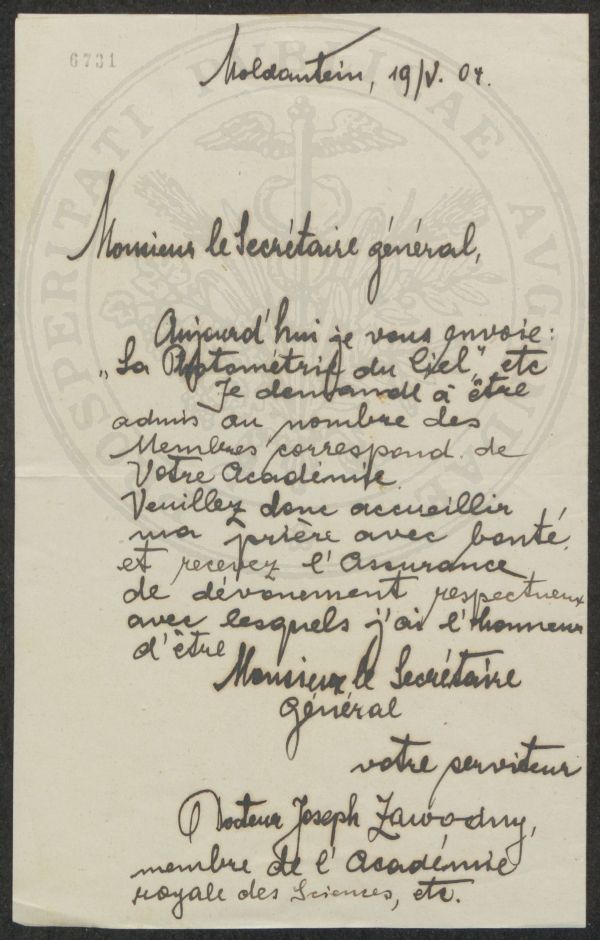 6731
Moldautein, 19/V. 04.
Monsieur le Secrétaire général,
Aujourd'hui je vous envoie:
„La Photométrie du Ciel", etc
Je demande à être
admis au nombre des
Membres correspond. de
Votre Académie.
Veuillez donc accueillir
ma prière avec bonté,
et recevez l'Assurance
de dévouement respectueux
avec lesquels j'ai l'honneur
d'être
Monsieur le Secrétaire
général
votre serviteur
Docteur Joseph Zawodny,
membre de l'Académie
royale des Sciences, etc.
PROSPERITATI PUBLICAE AUGENDAE